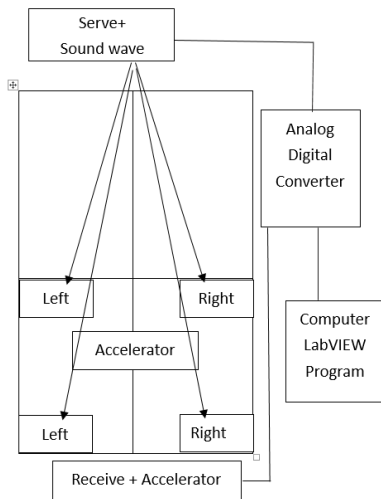 Serve+
Sound wave
Analog
Digital
Converter
Left
Right
Accelerator
Computer
LabVIEW
Program
Left
Right
Receive + Accelerator